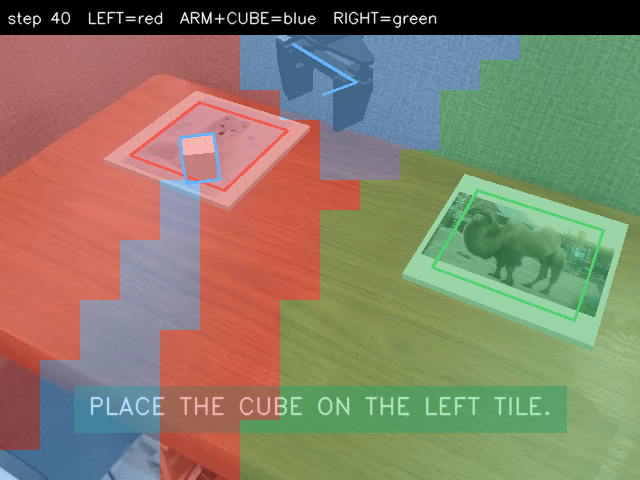 step 40 LEFT=red ARM+CUBE=blue RIGHT=green
PLACE THE CUBE ON THE LEFT TILE.